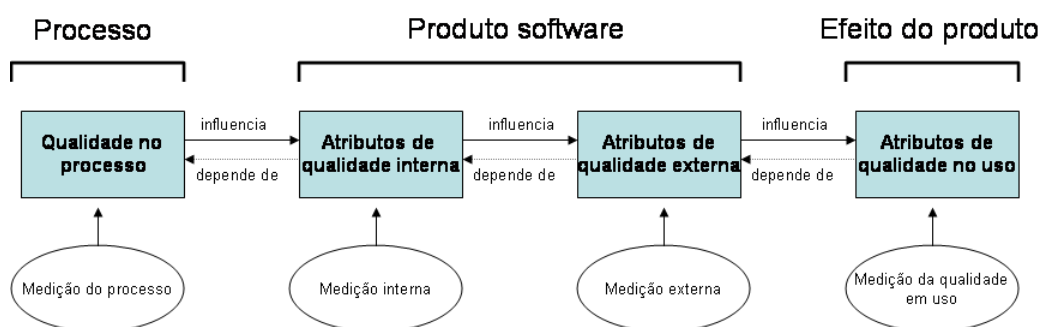 Processo
Produto software
Efeito do produto
Qualidade no
processo
influencia
depende de
Atributos de
qualidade interna
influencia
depende de
Atributos de
qualidade externa
influencia
depende de
Atributos de
qualidade no uso
Medição do processo
Medição interna
Medição externa
Medição da qualidade
em uso